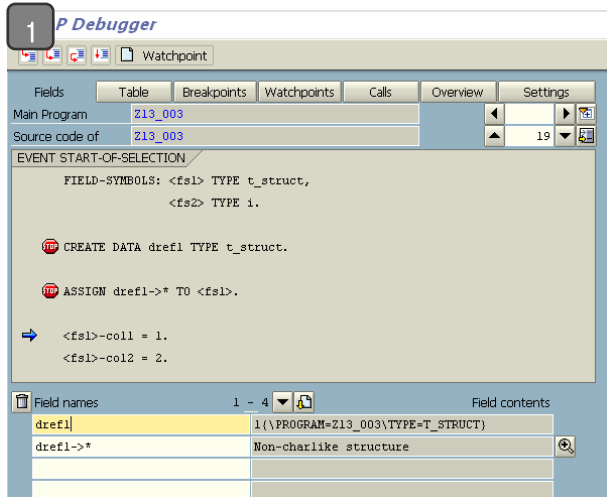 1
P Debugger
Watchpoint
Fields Table Breakpoints Watchpoints Calls Overview Settings
Main Program Z13_003
Source code of Z13_003 19
EVENT START-OF-SELECTION
FIELD-SYMBOLS: <fs1> TYPE t_struct,
<fs2> TYPE i.
STOP CREATE DATA dref1 TYPE t_struct.
STOP ASSIGN dref1->* TO <fs1>.
<fs1>-col1 = 1.
<fs1>-col2 = 2.
Field names 1 - 4 Field contents
dref1 1{\PROGRAM=Z13_003\TYPE=T_STRUCT}
dref1->* Non-charlike structure